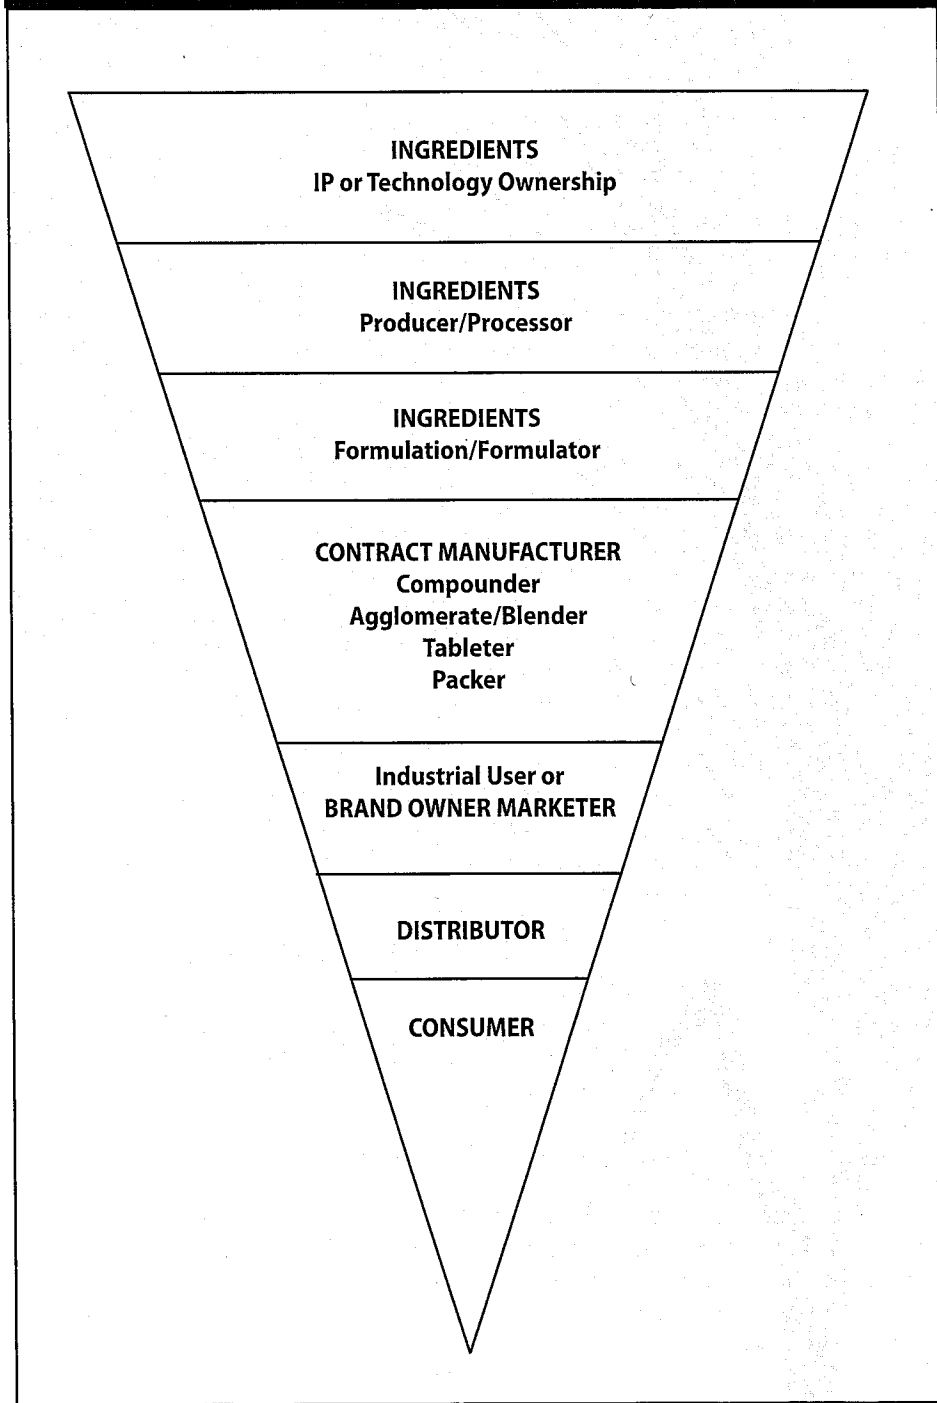 INGREDIENTS
IP or Technology Ownership
INGREDIENTS
Producer/Processor
INGREDIENTS
Formulation/Formulator
CONTRACT MANUFACTURER
Compounder
Agglomerate/Blender
Tableter
Packer
Industrial User or
BRAND OWNER MARKETER
DISTRIBUTOR
CONSUMER